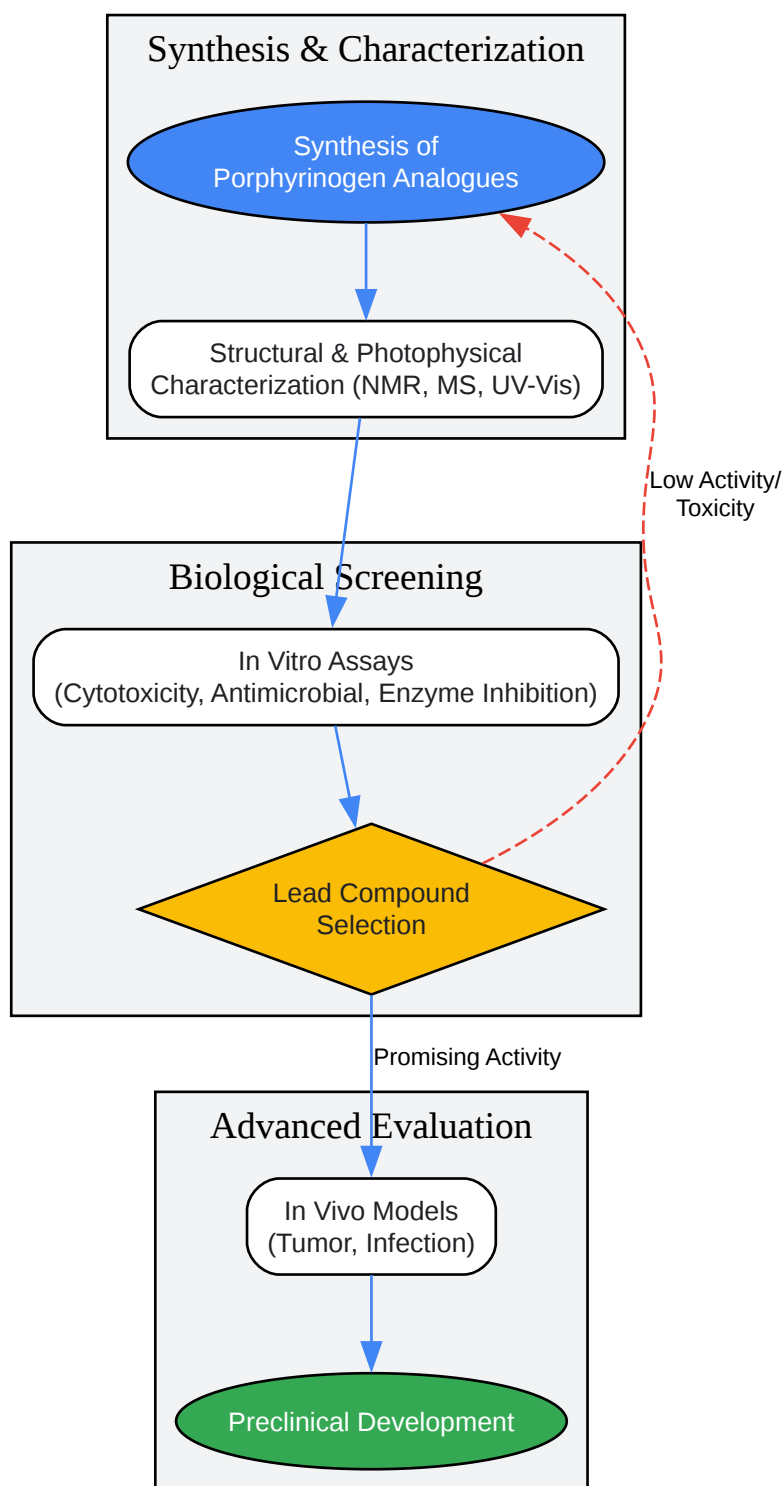 Synthesis & Characterization
Synthesis of
Porphyrinogen Analogues
Structural & Photophysical
Characterization (NMR, MS, UV-Vis)
Low Activity/
Toxicity
Biological Screening
In Vitro Assays
(Cytotoxicity, Antimicrobial, Enzyme Inhibition)
Lead Compound
Selection
Promising Activity
Advanced Evaluation
In Vivo Models
(Tumor, Infection)
Preclinical Development